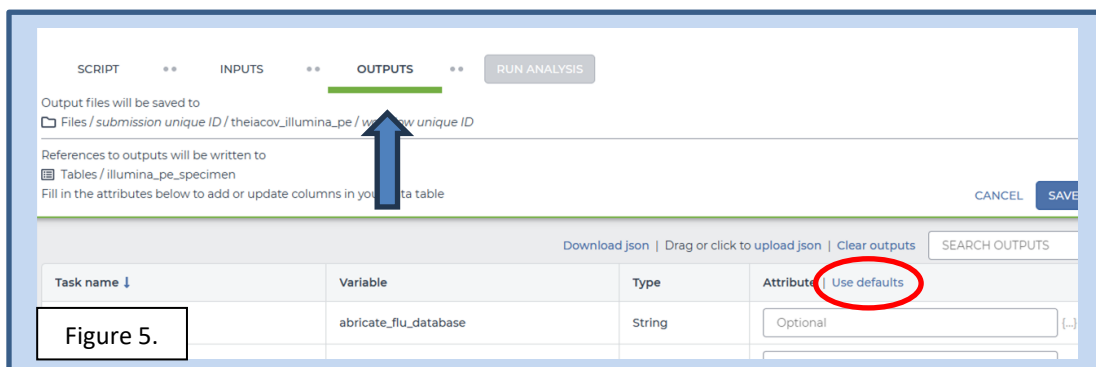 SCRIPT INPUTS OUTPUTS RUN ANALYSIS
Output files will be saved to
Files / submission unique ID / theiacov_illumina_pe / unique ID
References to outputs will be written to
Tables / illumina_pe_specimen
Fill in the attributes below to add or update columns in data table
CANCEL SAVE
Download json | Drag or click to upload json | Clear outputs SEARCH OUTPUTS
Task name ↓ Variable Type Attribute | Use defaults
abricate_flu_database String Optional {...}
Figure 5.